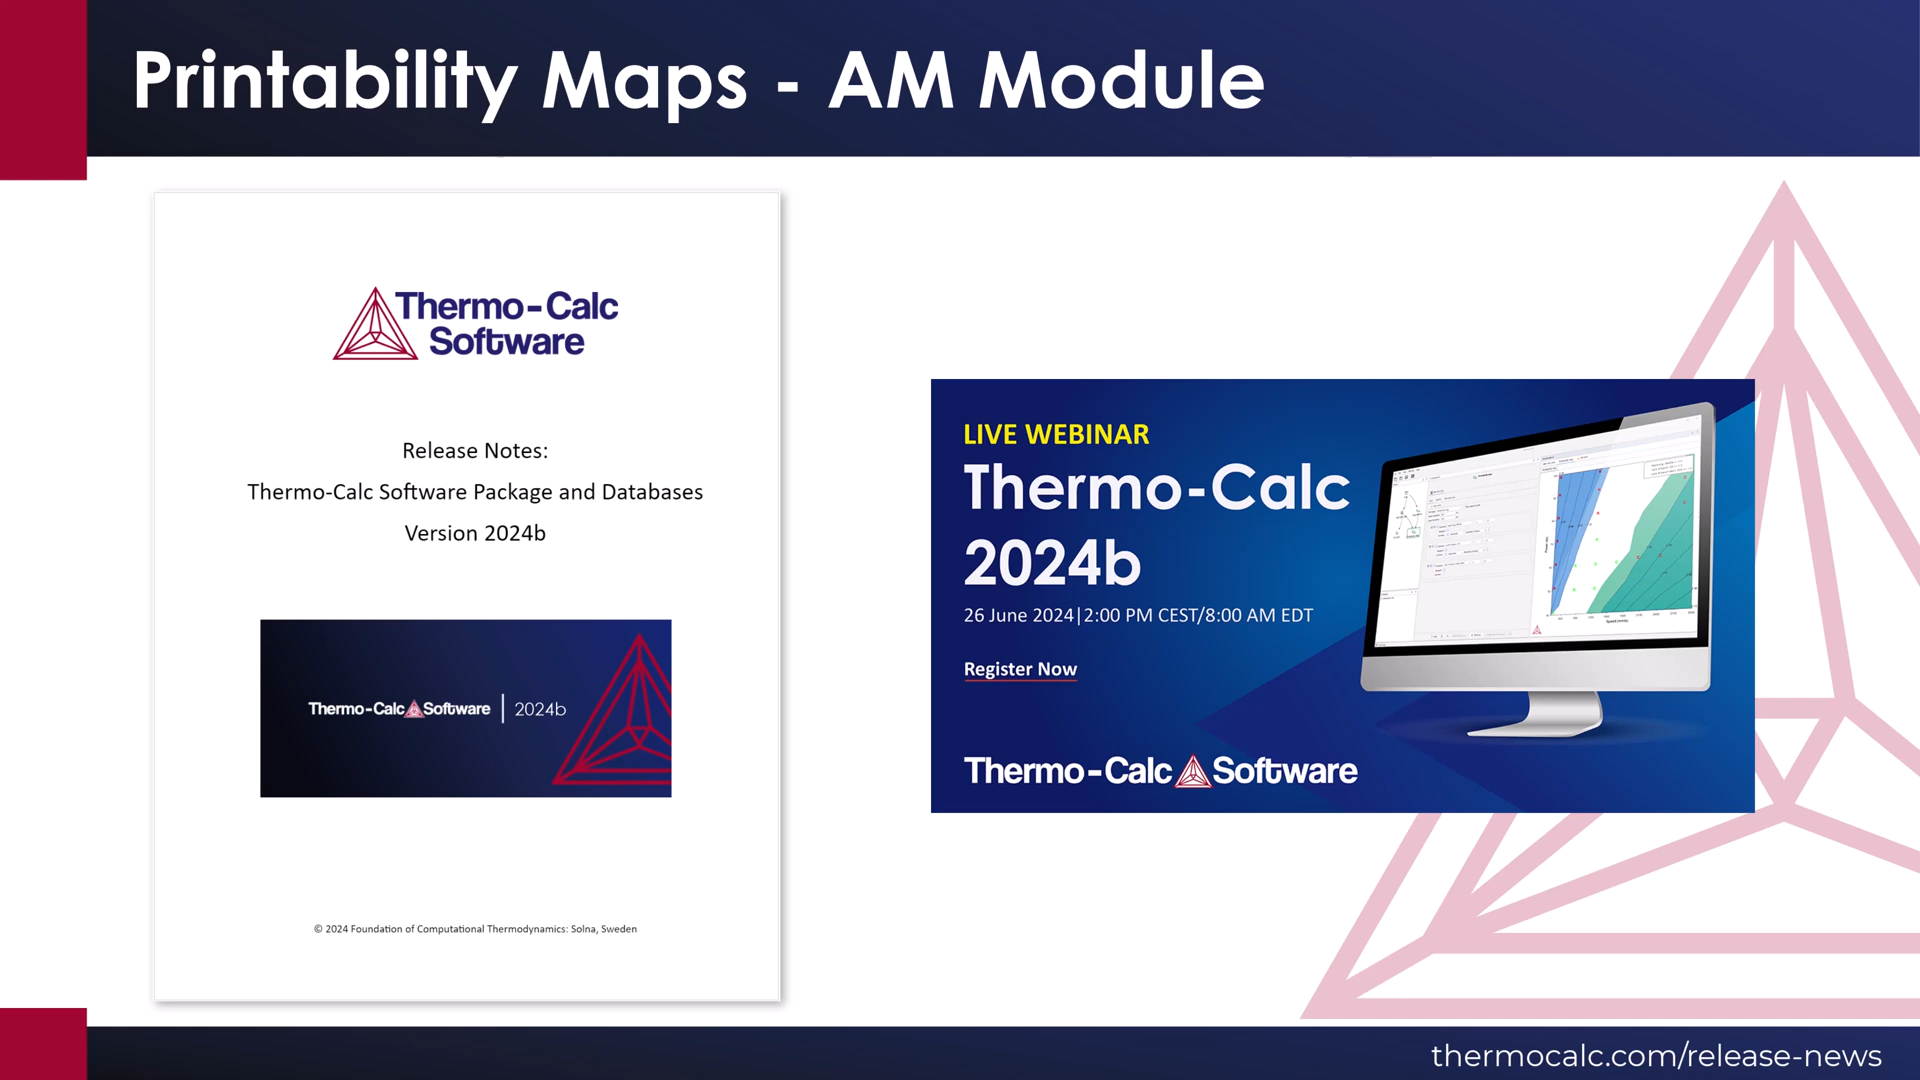 Printability Maps - AM Module
Thermo-Calc
Software
Release Notes:
Thermo-Calc Software Package and Databases
Version 2024b
Thermo-Calc Software | 2024b
© 2024 Foundation of Computational Thermodynamics: Solna, Sweden
LIVE WEBINAR
Thermo-Calc
2024b
26 June 2024|2:00 PM CEST/8:00 AM EDT
Register Now
Thermo-Calc Software
thermocalc.com/release-news